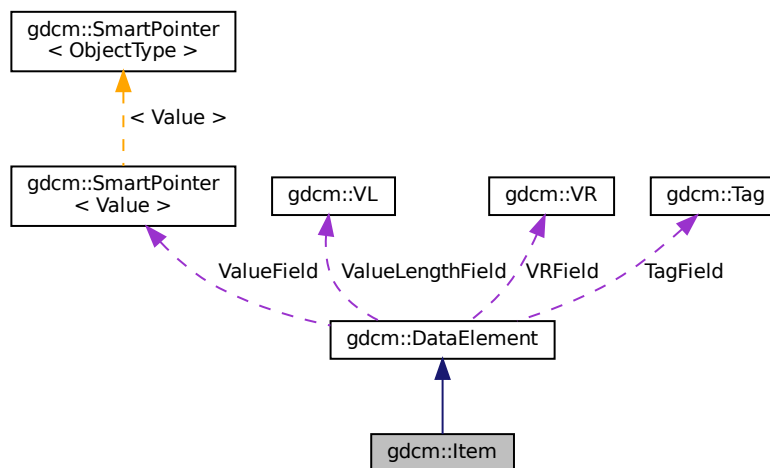 gdcm::SmartPointer
< ObjectType >
< Value >
gdcm::SmartPointer
< Value >
gdcm::VL
gdcm::VR
gdcm::Tag
ValueField
ValueLengthField
VRField
TagField
gdcm::DataElement
gdcm::Item